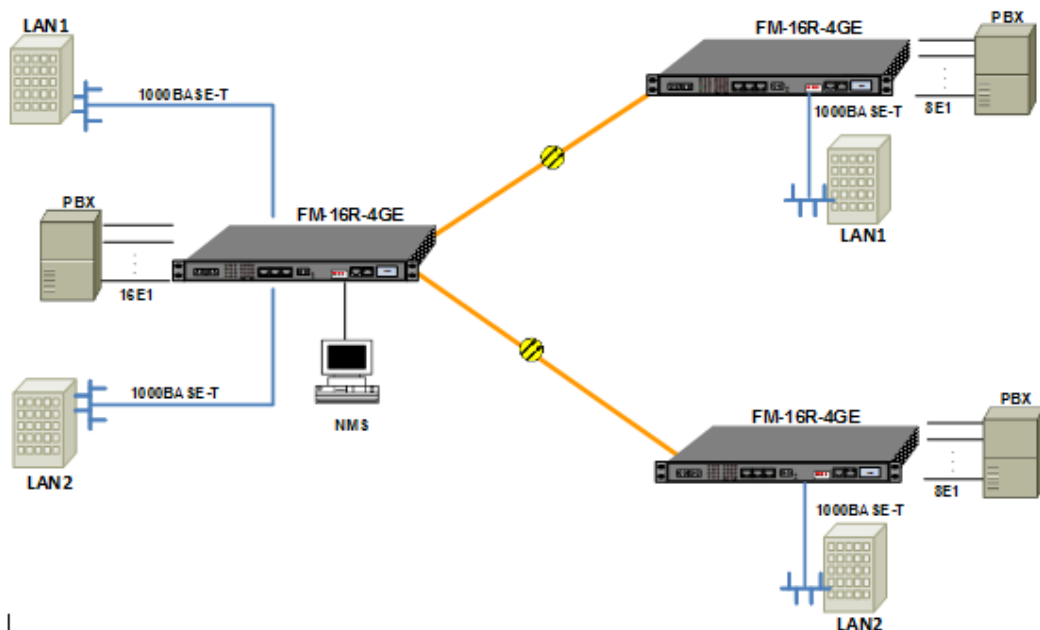 LAN1
1000BASE-T
PBX
16E1
FM-16R-4GE
1000BASE-T
LAN2
NMS
FM-16R-4GE
PBX
8E1
1000BASE-T
LAN1
FM-16R-4GE
PBX
8E1
1000BASE-T
LAN2